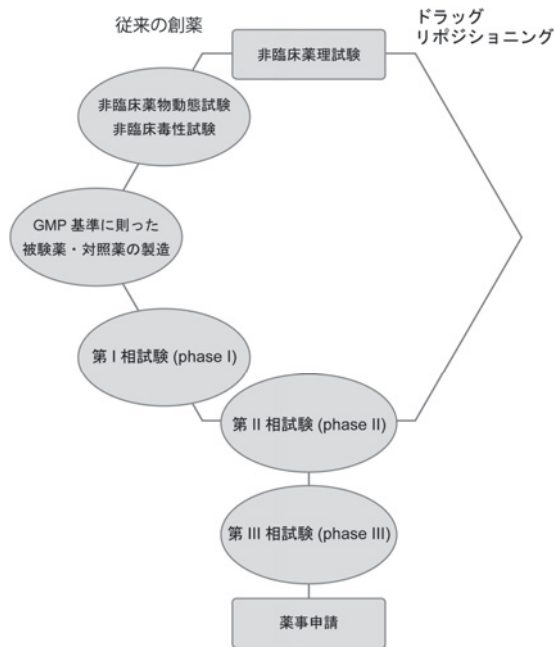 従来の創薬
ドラッグ
リポジショニング
非臨床薬理試験
非臨床薬物動態試験
非臨床毒性試験
GMP 基準に則った
被験薬・対照薬の製造
第 I 相試験 (phase I)
第 II 相試験 (phase II)
第 III 相試験 (phase III)
薬事申請